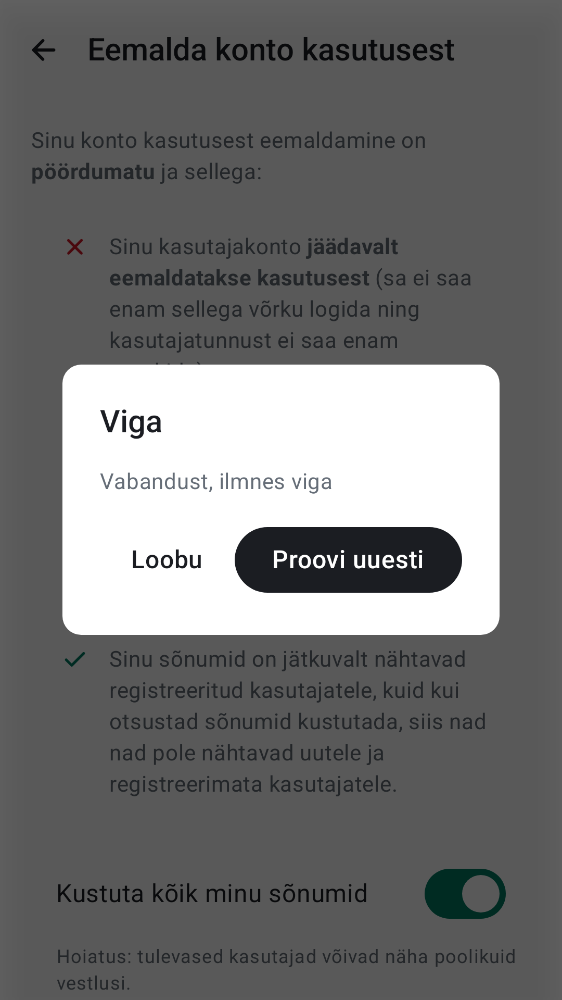 Eemalda konto kasutusest
Sinu konto kasutusest eemaldamine on
pöördumatu ja sellega:
Sinu kasutajakonto jäädavalt
eemaldatakse kasutusest (sa ei saa
enam sellega võrku logida ning
kasutajatunnust ei saa enam
Viga
Vabandust, ilmnes viga
Loobu
Proovi uuesti
Sinu sõnumid on jätkuvalt nähtavad
registreeritud kasutajatele, kuid kui
otsustad sõnumid kustutada, siis nad
nad pole nähtavad uutele ja
registreerimata kasutajatele.
Kustuta kõik minu sõnumid
Hoiatus: tulevased kasutajad võivad näha poolikuid
vestlusi.